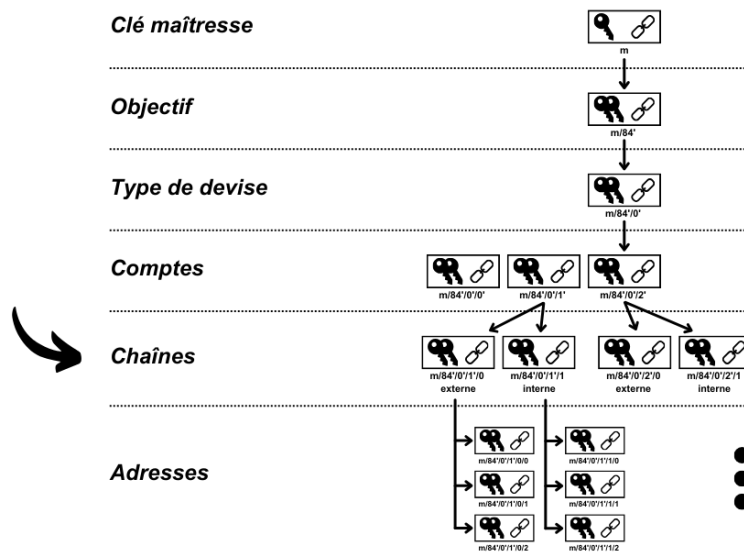 Clé maîtresse
m
Objectif
m/84'
Type de devise
m/84'/0'
Comptes
m/84'/0'/0' m/84'/0'/1' m/84'/0'/2'
Chaînes
m/84'/0'/1'/0 m/84'/0'/1'/1 m/84'/0'/2'/0 m/84'/0'/2'/1
externe interne externe interne
Adresses
m/84'/0'/1'/0/0 m/84'/0'/1'/1/0
m/84'/0'/1'/0/1 m/84'/0'/1'/1/1
m/84'/0'/1'/0/2 m/84'/0'/1'/1/2